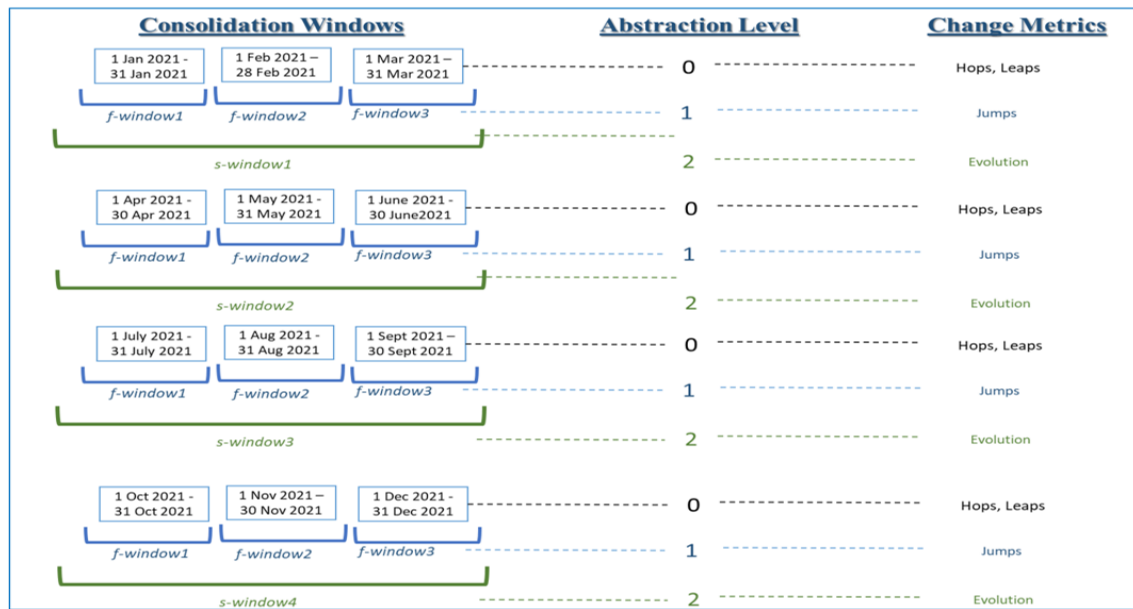 Consolidation Windows Abstraction Level Change Metrics
1 Jan 2021 - 1 Feb 2021 – 1 Mar 2021 –
31 Jan 2021 28 Feb 2021 31 Mar 2021
0 Hops, Leaps
f-window1 f-window2 f-window3 1 Jumps
s-window1 2 Evolution
1 Apr 2021 - 1 May 2021 - 1 June 2021 -
30 Apr 2021 31 May 2021 30 June2021
0 Hops, Leaps
f-window1 f-window2 f-window3 1 Jumps
s-window2 2 Evolution
1 July 2021 - 1 Aug 2021 - 1 Sept 2021 –
31 July 2021 31 Aug 2021 30 Sept 2021
0 Hops, Leaps
f-window1 f-window2 f-window3 1 Jumps
s-window3 2 Evolution
1 Oct 2021 - 1 Nov 2021 – 1 Dec 2021 -
31 Oct 2021 30 Nov 2021 31 Dec 2021
0 Hops, Leaps
f-window1 f-window2 f-window3 1 Jumps
s-window4 2 Evolution